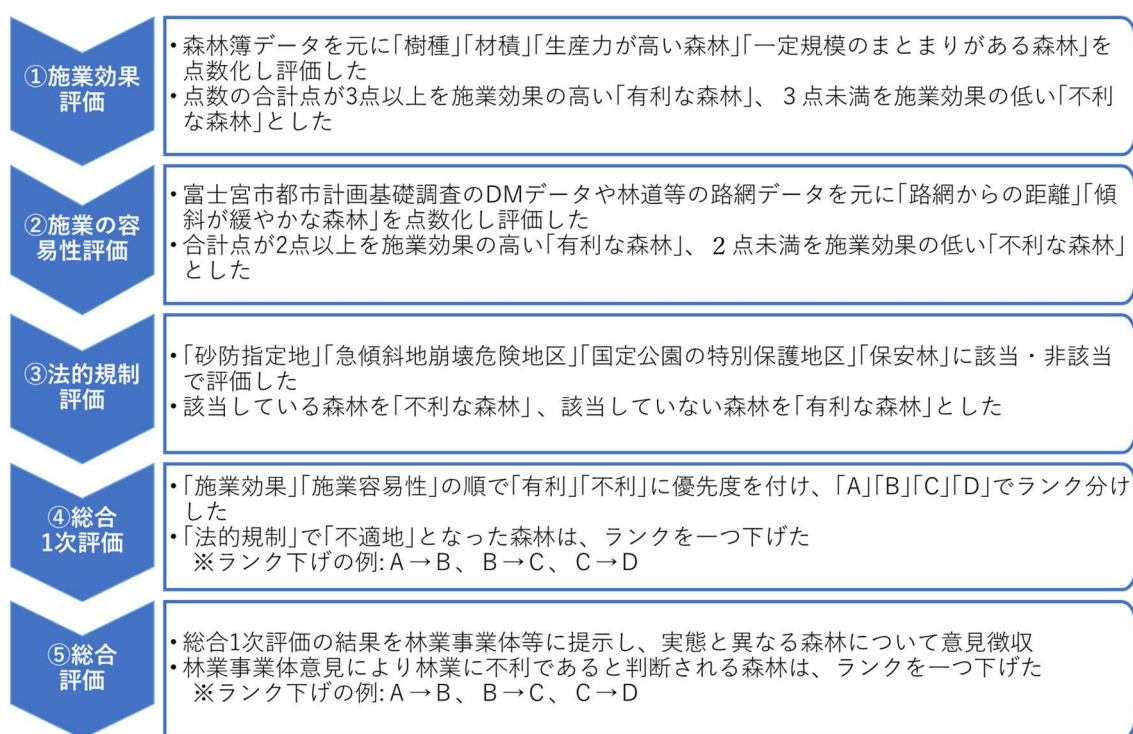 ①施業効果
評価
・森林簿データを元に｢樹種｣｢材積｣｢生産力が高い森林｣｢一定規模のまとまりがある森林｣を
点数化し評価した
・点数の合計点が3点以上を施業効果の高い｢有利な森林｣、３点未満を施業効果の低い｢不利
な森林｣とした
②施業の容
易性評価
・富士宮市都市計画基礎調査のDMデータや林道等の路網データを元に｢路網からの距離｣｢傾
斜が緩やかな森林｣を点数化し評価した
・合計点が2点以上を施業効果の高い｢有利な森林｣、２点未満を施業効果の低い｢不利な森林｣
とした
③法的規制
評価
・｢砂防指定地｣｢急傾斜地崩壊危険地区｣｢国定公園の特別保護地区｣｢保安林｣に該当・非該当
で評価した
・該当している森林を｢不利な森林｣、該当していない森林を｢有利な森林｣とした
④総合
1次評価
・｢施業効果｣｢施業容易性｣の順で｢有利｣｢不利｣に優先度を付け、｢A｣｢B｣｢C｣｢D｣でランク分け
した
・｢法的規制｣で｢不適地｣となった森林は、ランクを一つ下げた
※ランク下げの例:Ａ→Ｂ、Ｂ→Ｃ、Ｃ→Ｄ
⑤総合
評価
・総合1次評価の結果を林業事業体等に提示し、実態と異なる森林について意見徴収
・林業事業体意見により林業に不利であると判断される森林は、ランクを一つ下げた
※ランク下げの例:Ａ→Ｂ、Ｂ→Ｃ、Ｃ→Ｄ